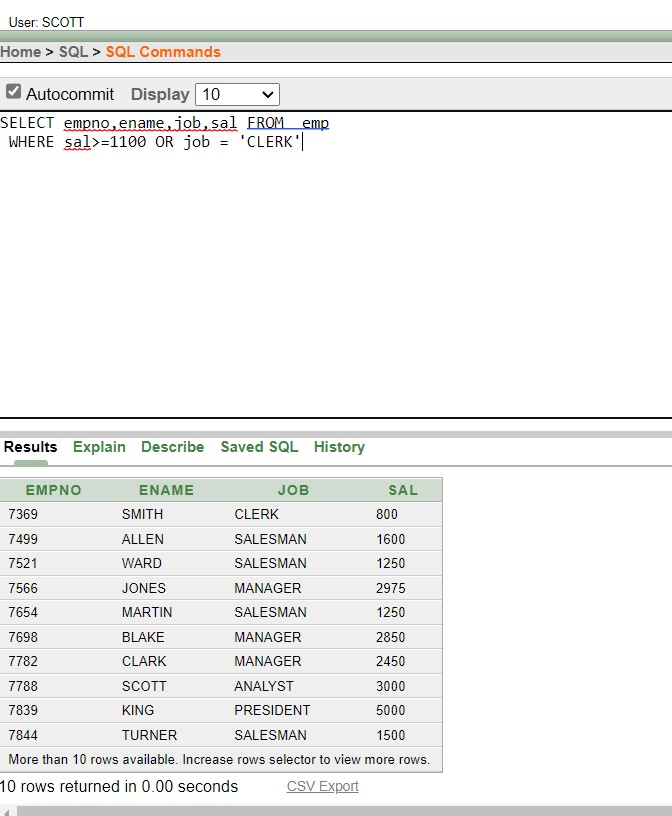 User: SCOTT
Home > SQL > SQL Commands
Autocommit Display 10
SELECT empno,ename,job,sal FROM emp
WHERE sal>=1100 OR job = 'CLERK'
Results Explain Describe Saved SQL History
EMPNO ENAME JOB SAL
7369 SMITH CLERK 800
7499 ALLEN SALESMAN 1600
7521 WARD SALESMAN 1250
7566 JONES MANAGER 2975
7654 MARTIN SALESMAN 1250
7698 BLAKE MANAGER 2850
7782 CLARK MANAGER 2450
7788 SCOTT ANALYST 3000
7839 KING PRESIDENT 5000
7844 TURNER SALESMAN 1500
More than 10 rows available. Increase rows selector to view more rows.
10 rows returned in 0.00 seconds CSV Export